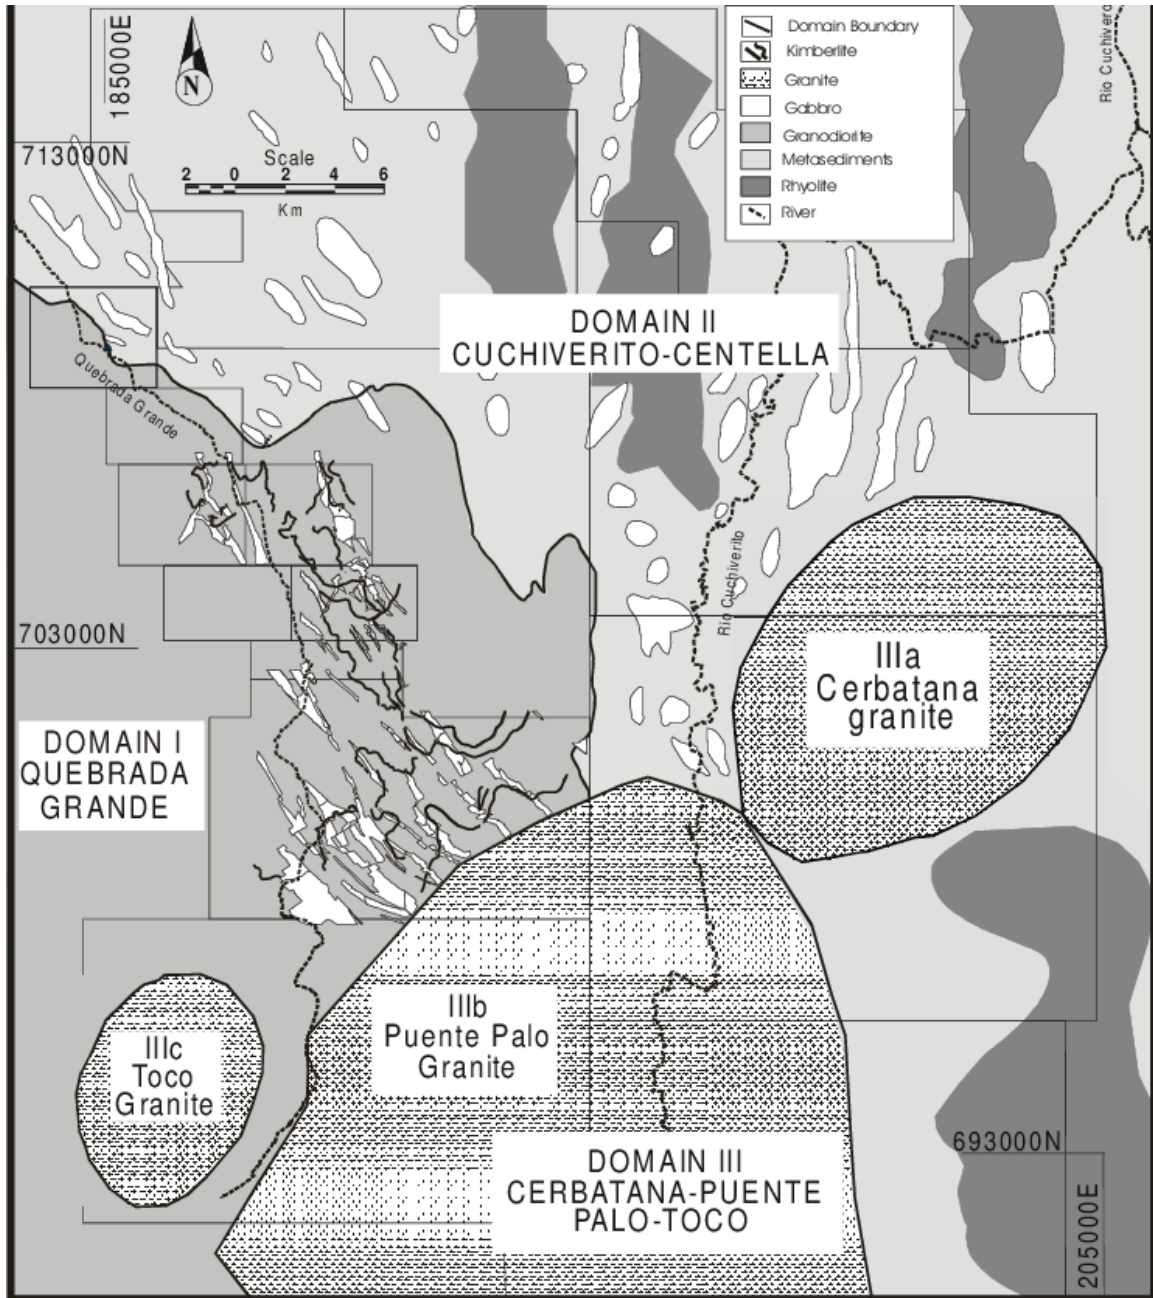 185000E
N
713000N
Scale
2 0 2 4 6
Km
Domain Boundary
Kimberlite
Granite
Gabbro
Granodiorite
Metasediments
Rhyolite
River
Rio Cuchivero
DOMAIN II
CUCHIVERITO-CENTELLA
Quebrada Grande
Rio Cuchiverito
703000N
IIIa
Cerbatana
granite
DOMAIN I
QUEBRADA
GRANDE
IIIb
Puente Palo
Granite
IIIc
Toco
Granite
693000N
DOMAIN III
CERBATANA-PUENTE
PALO-TOCO
205000E